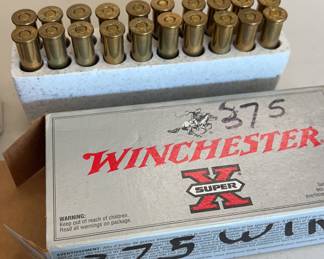 375
WINCHESTER
X
SUPER
WARNING:
Keep out of reach of children.
Read all warnings on package.
375 WIN